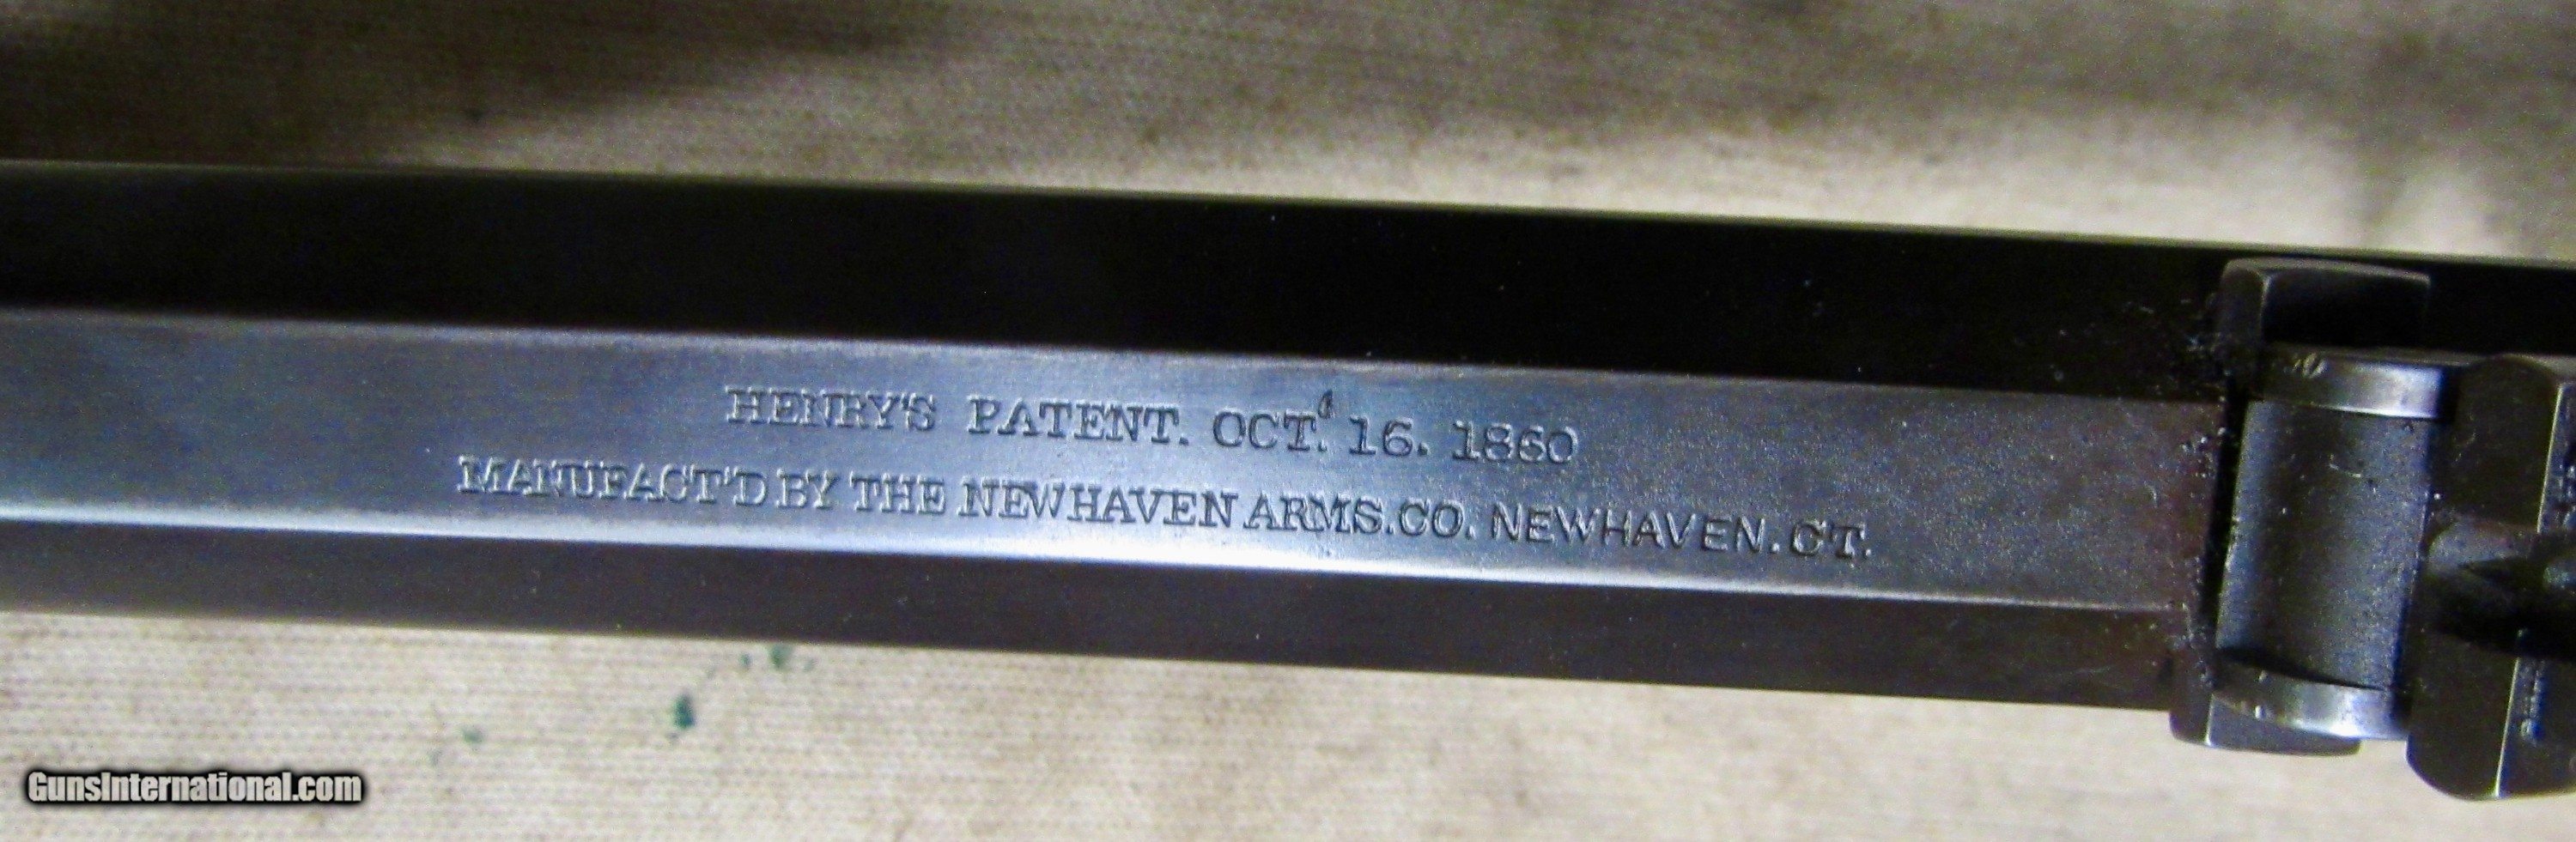 HENRY'S PATENT. OCT. 16. 1860
MANUFACT'D BY THE NEWHAVEN ARMS.CO. NEWHAVEN.CT.
GunsInternational.com